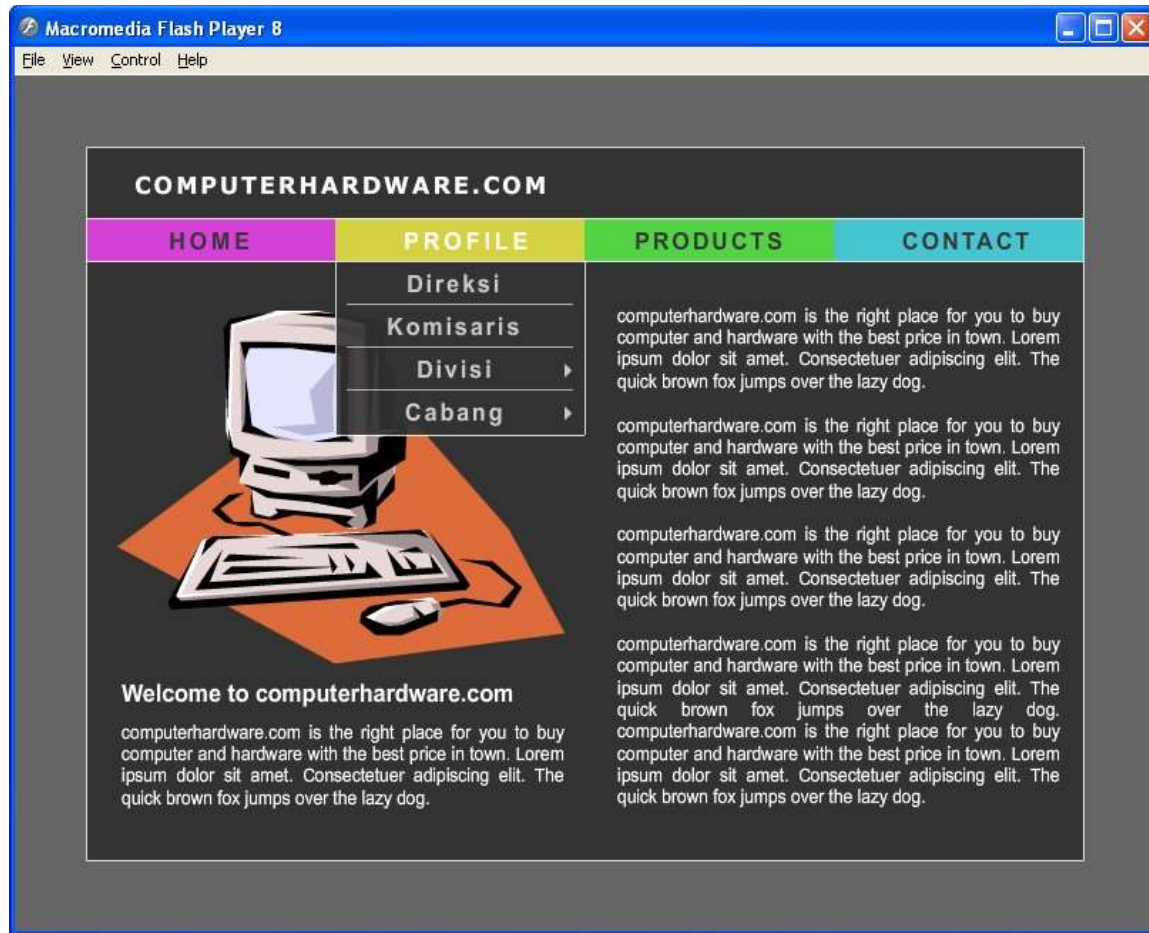 Macromedia Flash Player 8
File View Control Help
COMPUTERHARDWARE.COM
HOME PROFILE PRODUCTS CONTACT
Direksi
Komisaris
Divisi
Cabang
Welcome to computerhardware.com
computerhardware.com is the right place for you to buy
computer and hardware with the best price in town. Lorem
ipsum dolor sit amet. Consectetuer adipiscing elit. The
quick brown fox jumps over the lazy dog.
computerhardware.com is the right place for you to buy
computer and hardware with the best price in town. Lorem
ipsum dolor sit amet. Consectetuer adipiscing elit. The
quick brown fox jumps over the lazy dog.
computerhardware.com is the right place for you to buy
computer and hardware with the best price in town. Lorem
ipsum dolor sit amet. Consectetuer adipiscing elit. The
quick brown fox jumps over the lazy dog.
computerhardware.com is the right place for you to buy
computer and hardware with the best price in town. Lorem
ipsum dolor sit amet. Consectetuer adipiscing elit. The
quick brown fox jumps over the lazy dog.
computerhardware.com is the right place for you to buy
computer and hardware with the best price in town. Lorem
ipsum dolor sit amet. Consectetuer adipiscing elit. The
quick brown fox jumps over the lazy dog.
computerhardware.com is the right place for you to buy
computer and hardware with the best price in town. Lorem
ipsum dolor sit amet. Consectetuer adipiscing elit. The
quick brown fox jumps over the lazy dog.